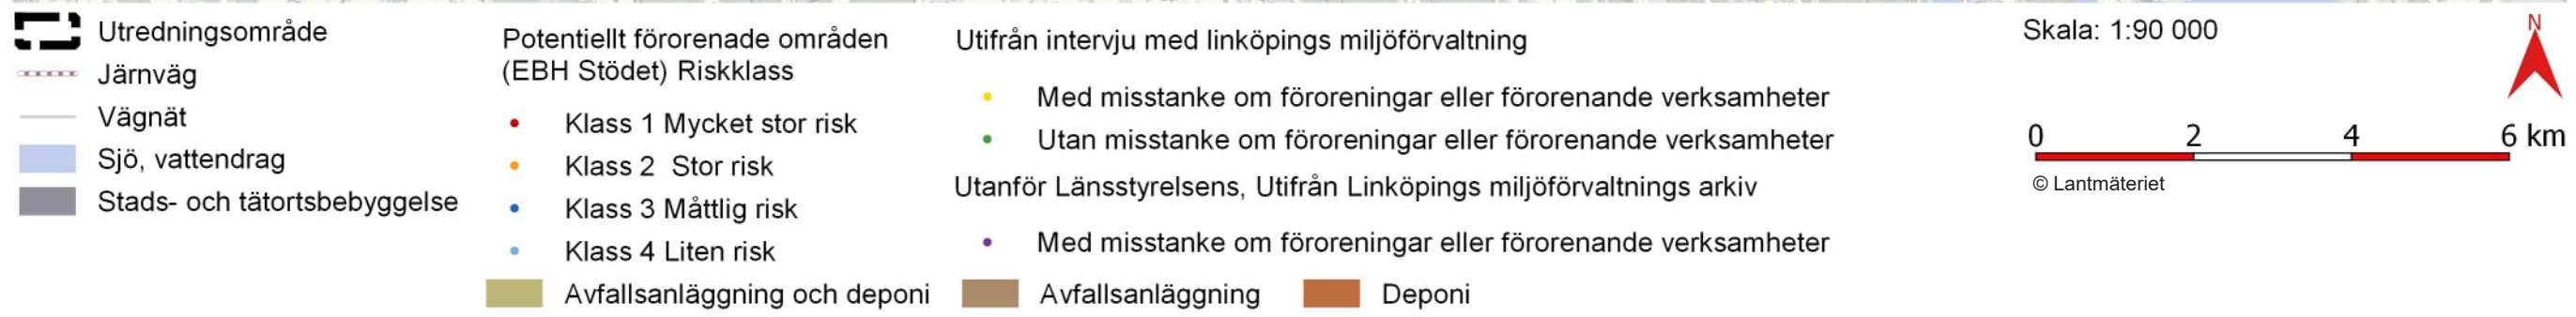 Utredningsområde
Järnväg
Vägnät
Sjö, vattendrag
Stads- och tätortsbebyggelse
Potentiellt förorenade områden
(EBH Stödet) Riskklass
Klass 1 Mycket stor risk
Klass 2 Stor risk
Klass 3 Måttlig risk
Klass 4 Liten risk
Avfallsanläggning och deponi
Utifrån intervju med linköpings miljöförvaltning
Med misstanke om föroreningar eller förorenande verksamheter
Utan misstanke om föroreningar eller förorenande verksamheter
Utanför Länsstyrelsens, Utifrån Linköpings miljöförvaltnings arkiv
Med misstanke om föroreningar eller förorenande verksamheter
Avfallsanläggning
Deponi
Skala: 1:90 000
N
0 2 4 6 km
© Lantmäteriet